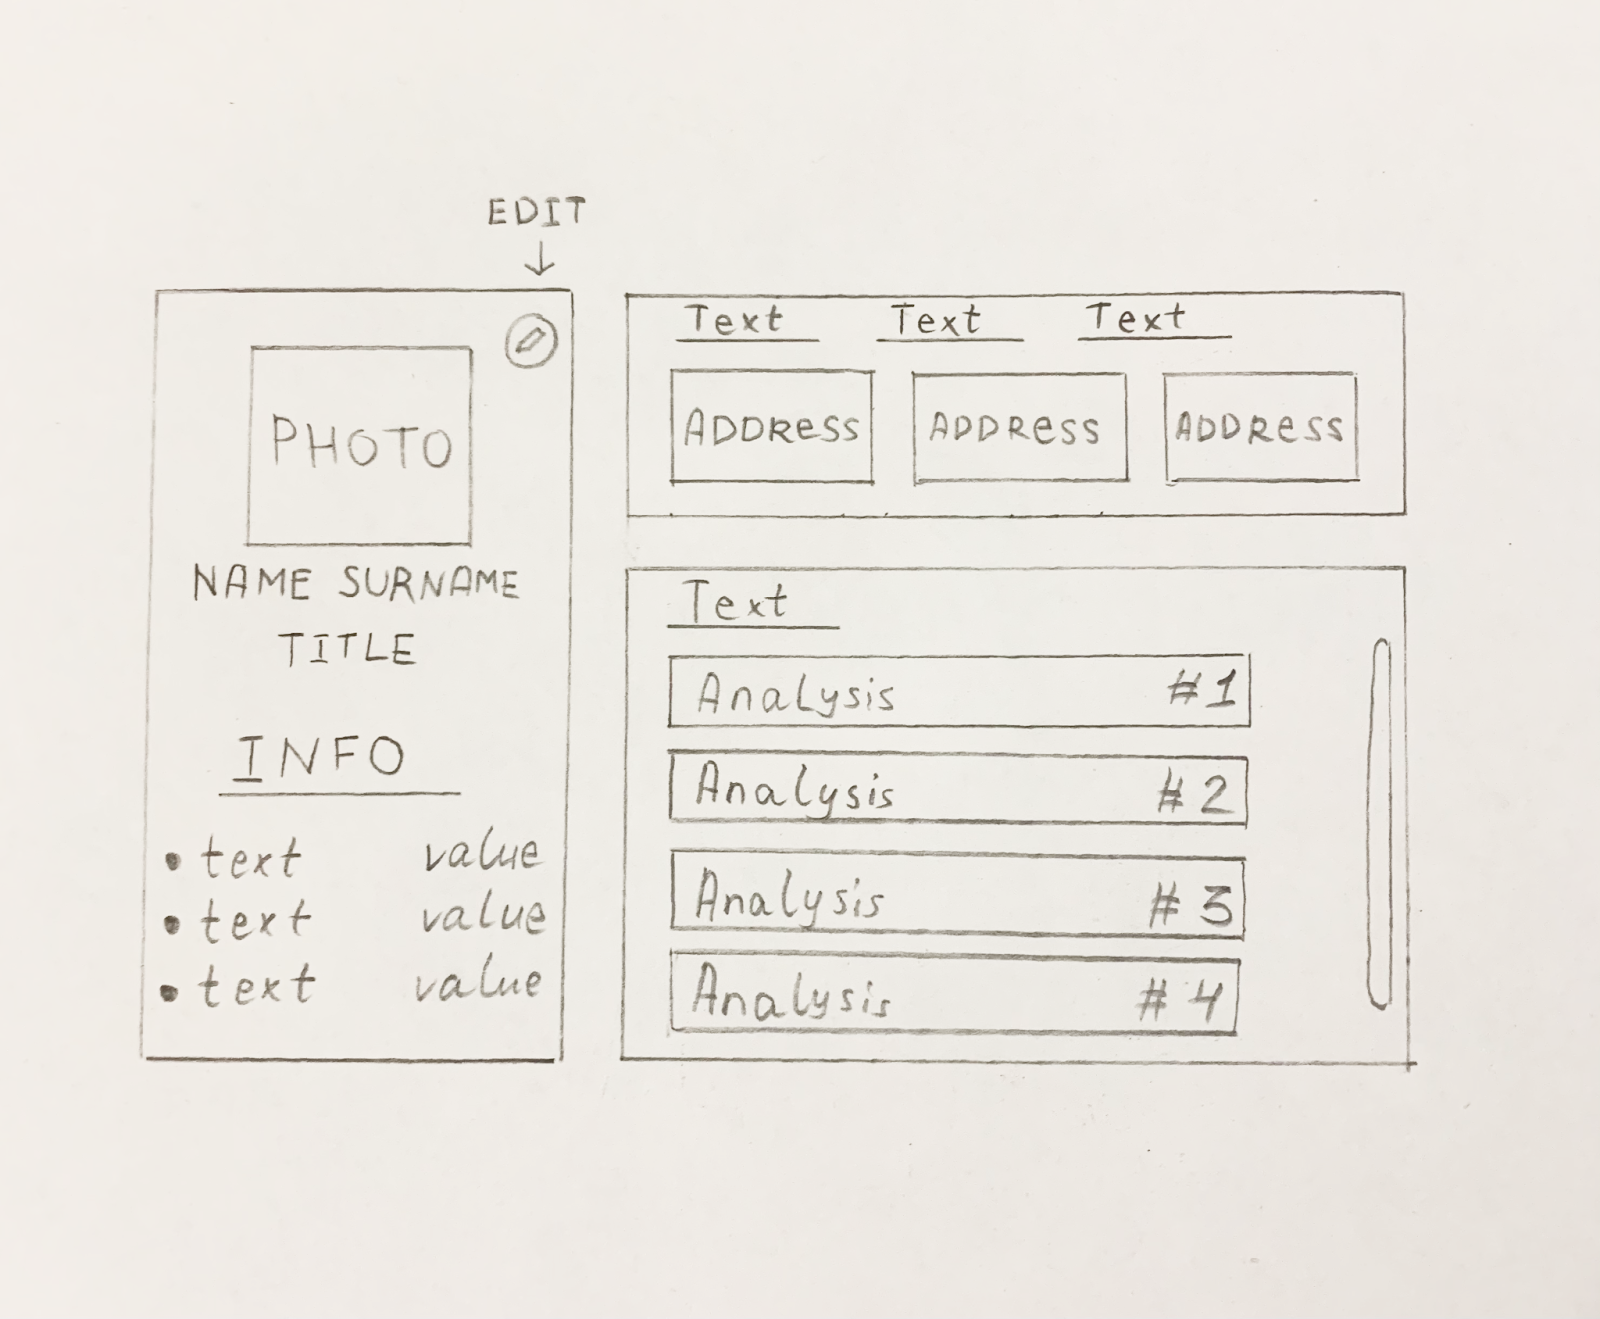 EDIT
PHOTO
NAME SURNAME
TITLE
INFO
text value
text value
text value
Text Text Text
ADDReSS ADDReSS ADDReSS
Text
Analysis #1
Analysis #2
Analysis #3
Analysis #4